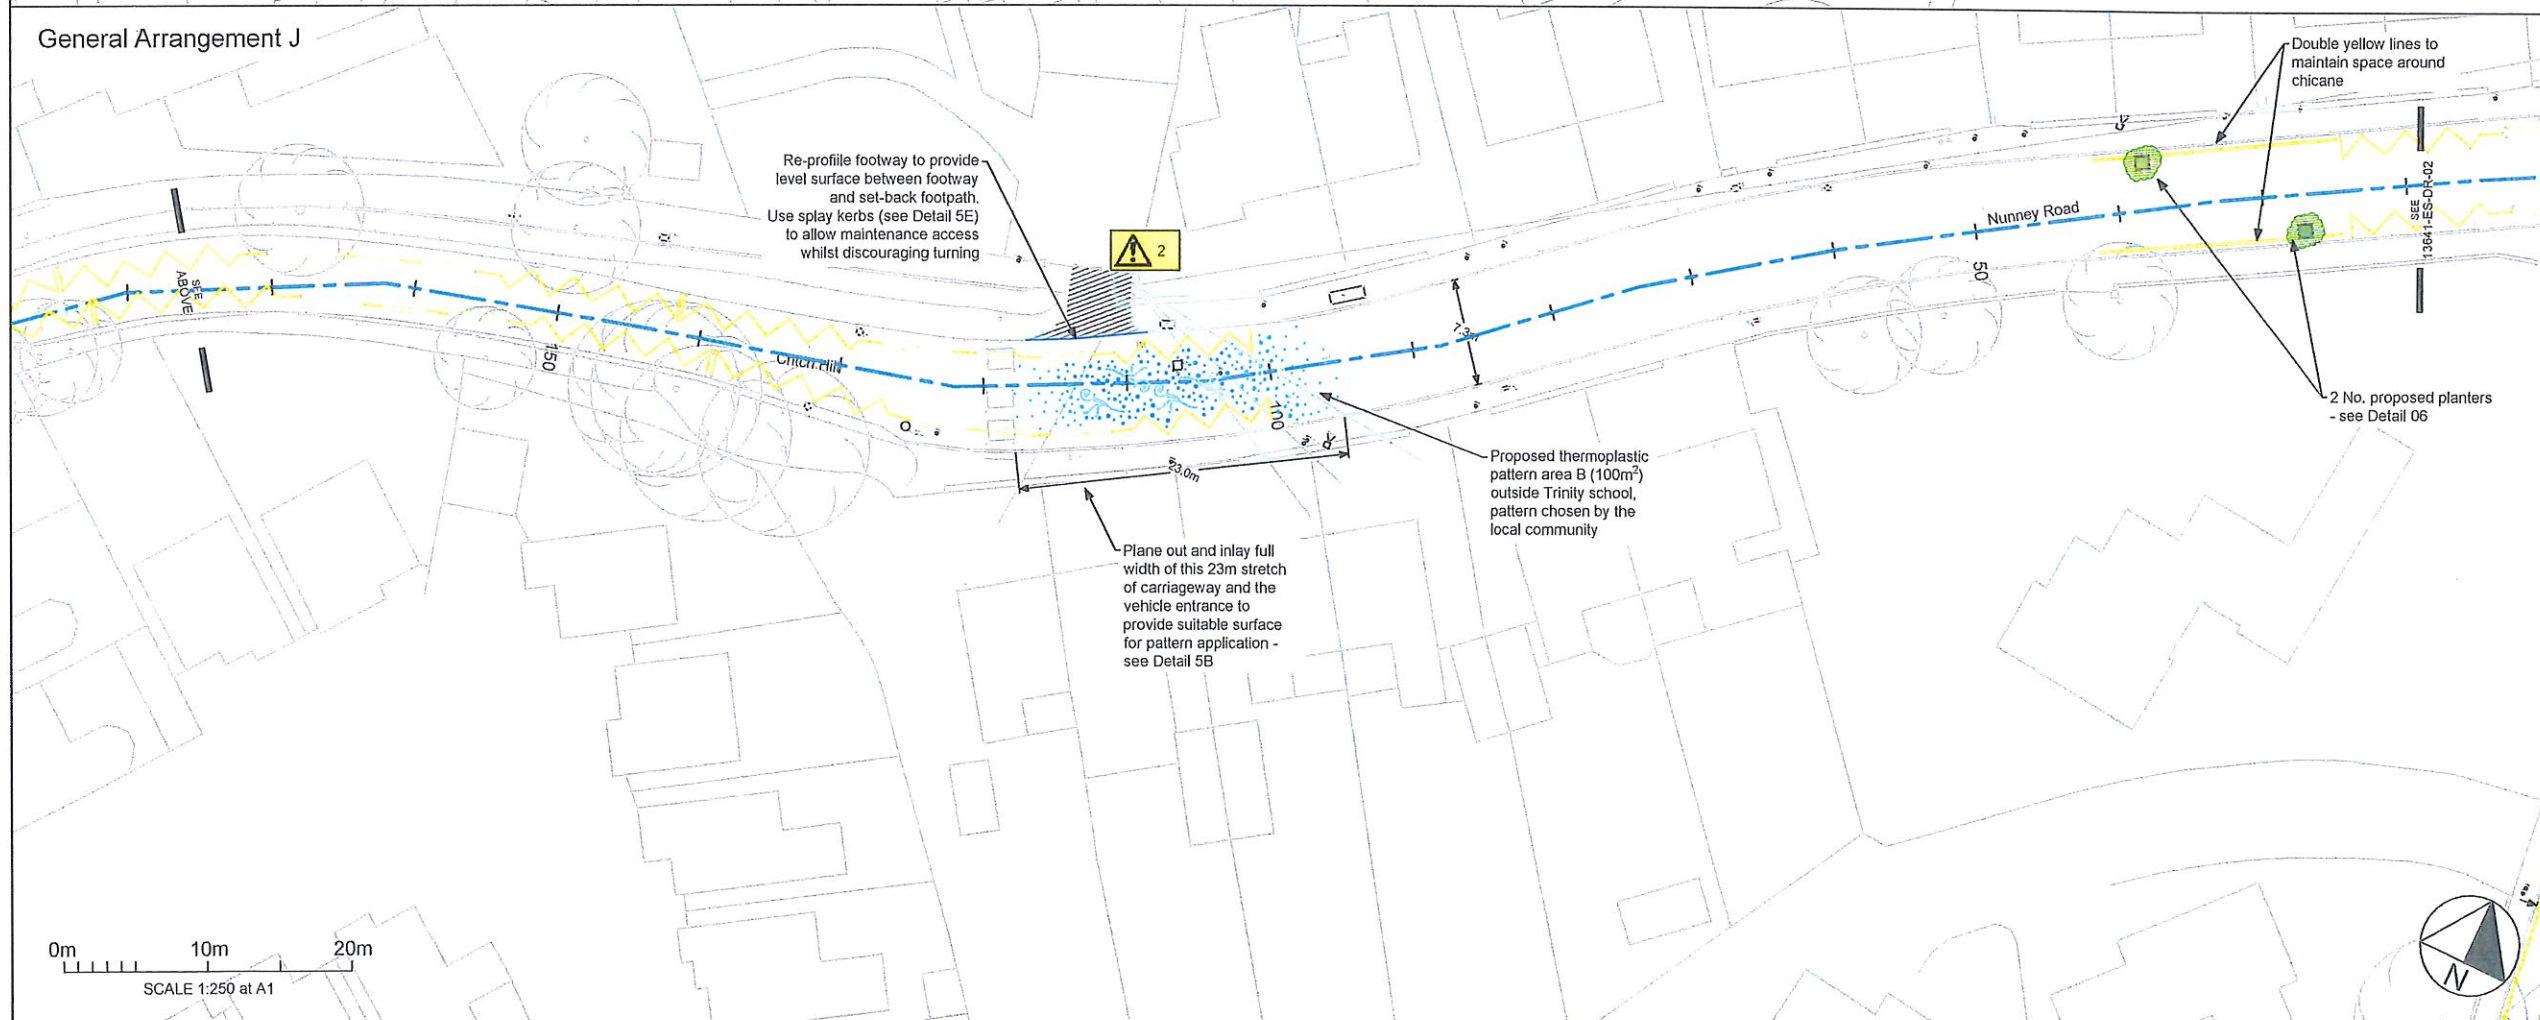 General Arrangement J
Double yellow lines to
maintain space around
chicane
Re-profiile footway to provide
level surface between footway
and set-back footpath.
Use splay kerbs (see Detail 5E)
to allow maintenance access
whilst discouraging turning
2
SEE
ABOVE
150
Critch Hill
100
Nunney Road
50
SEE
13641-ES-DR-02
2 No. proposed planters
- see Detail 06
23.0m
Proposed thermoplastic
pattern area B (100m²)
outside Trinity school,
pattern chosen by the
local community
Plane out and inlay full
width of this 23m stretch
of carriageway and the
vehicle entrance to
provide suitable surface
for pattern application -
see Detail 5B
0m 10m 20m
SCALE 1:250 at A1
N